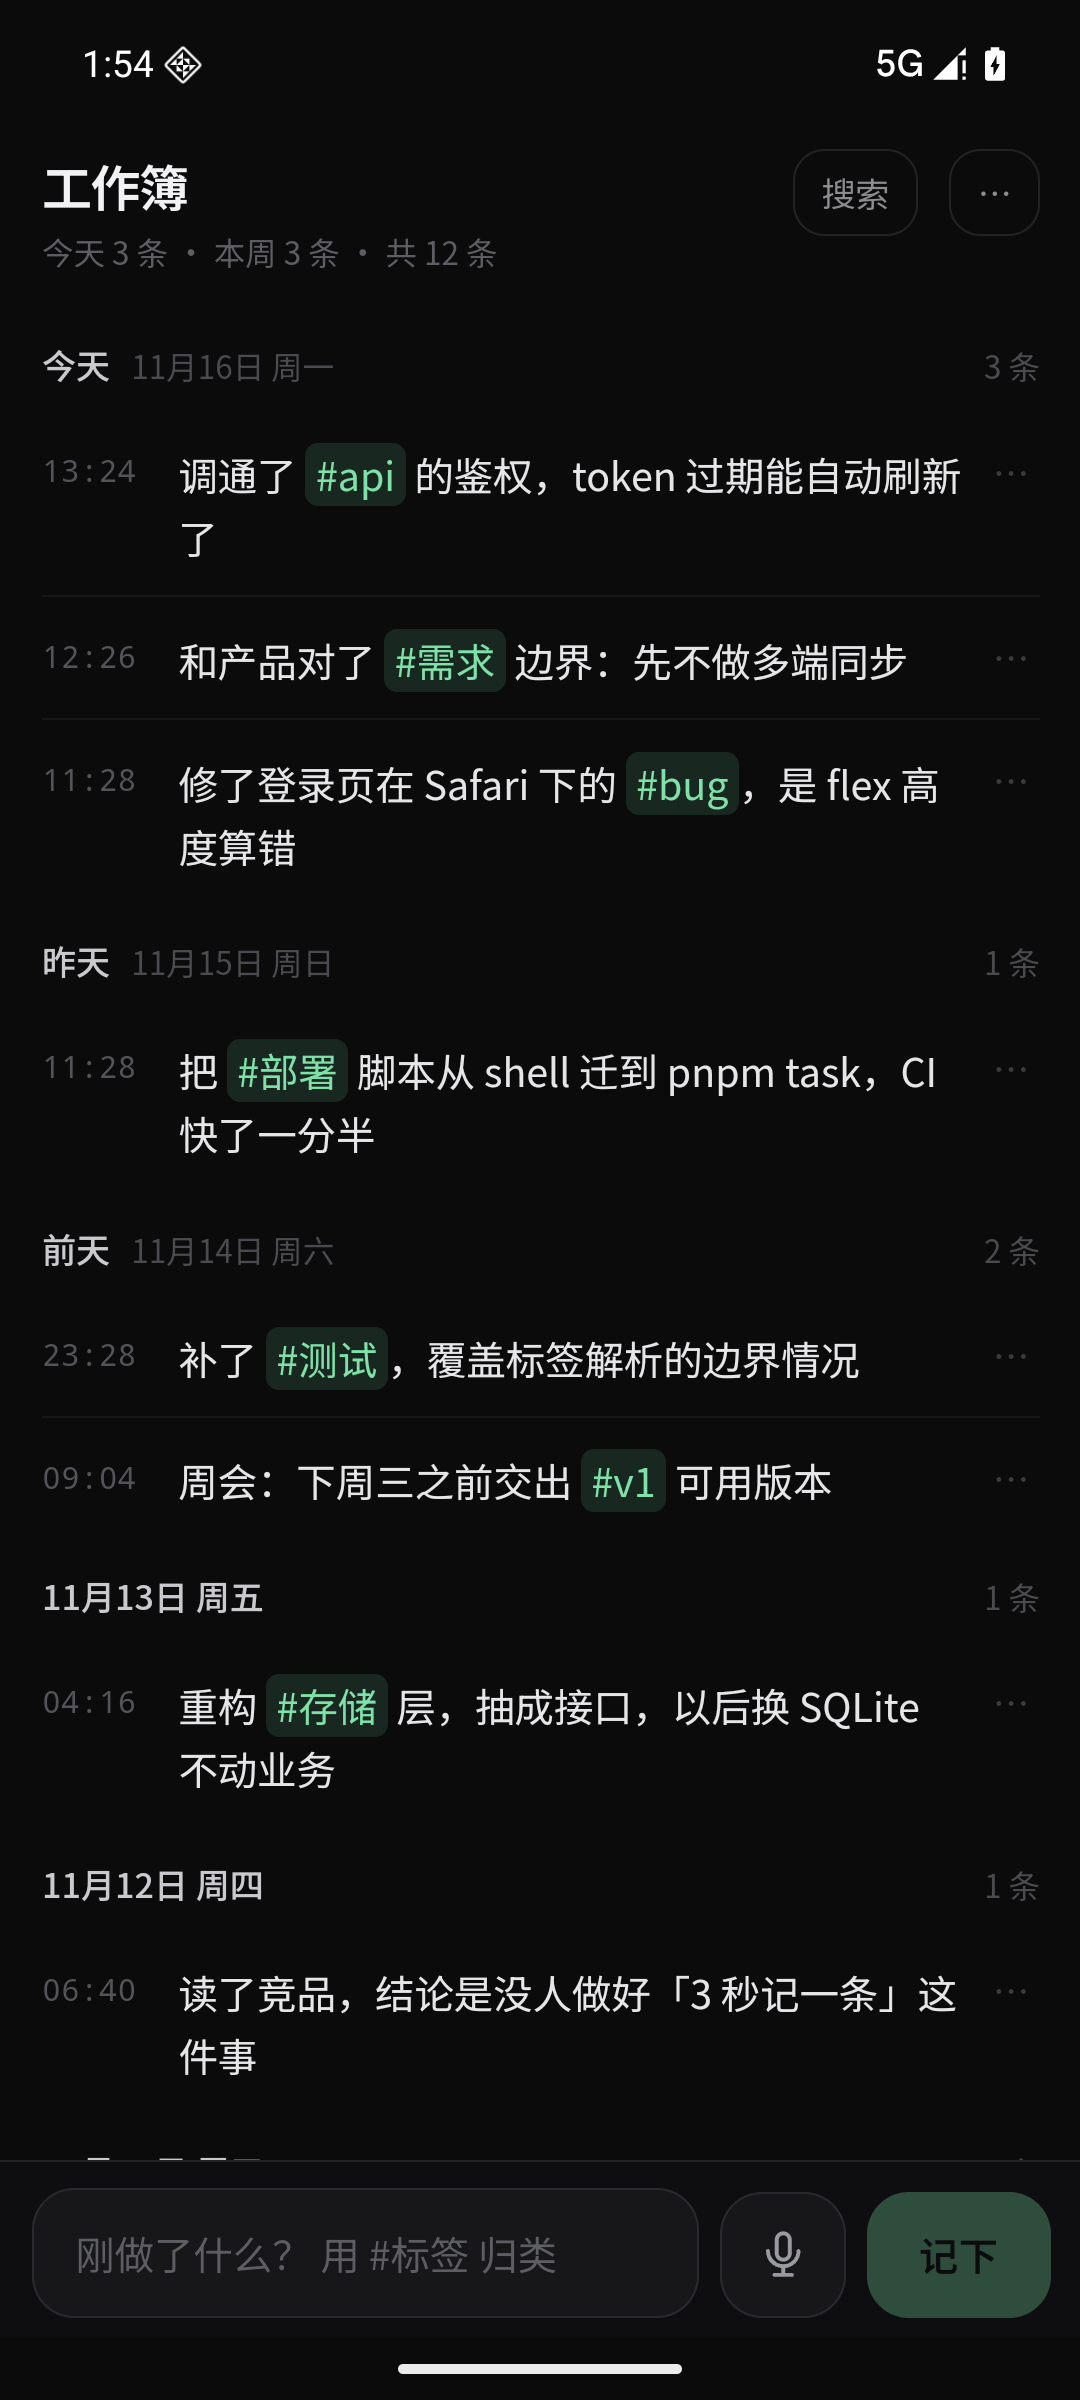 1:54
5G
工作簿
搜索
···
今天 3 条 · 本周 3 条 · 共 12 条
今天 11月16日 周一
3 条
13:24 调通了 #api 的鉴权，token 过期能自动刷新 ···
了
12:26 和产品对了 #需求 边界：先不做多端同步 ···
11:28 修了登录页在 Safari 下的 #bug，是 flex 高 ···
度算错
昨天 11月15日 周日
1 条
11:28 把 #部署 脚本从 shell 迁到 pnpm task，CI ···
快了一分半
前天 11月14日 周六
2 条
23:28 补了 #测试，覆盖标签解析的边界情况 ···
09:04 周会：下周三之前交出 #v1 可用版本 ···
11月13日 周五
1 条
04:16 重构 #存储 层，抽成接口，以后换 SQLite ···
不动业务
11月12日 周四
1 条
06:40 读了竞品，结论是没人做好「3 秒记一条」这 ···
件事
刚做了什么？ 用 #标签 归类
记下